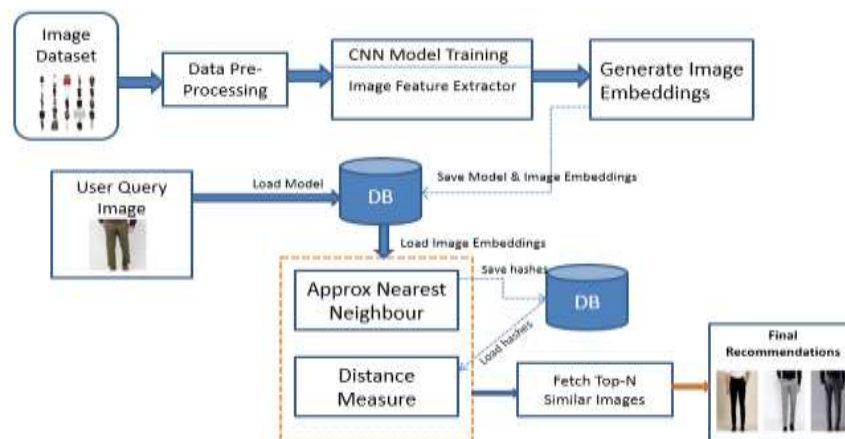 Image
Dataset
Data Pre-
Processing
CNN Model Training
Image Feature Extractor
Generate Image
Embeddings
User Query
Image
Load Model
DB
Save Model & Image Embeddings
Load Image Embeddings
Approx Nearest
Neighbour
Save hashes
DB
Load hashes
Distance
Measure
Fetch Top-N
Similar Images
Final
Recommendations